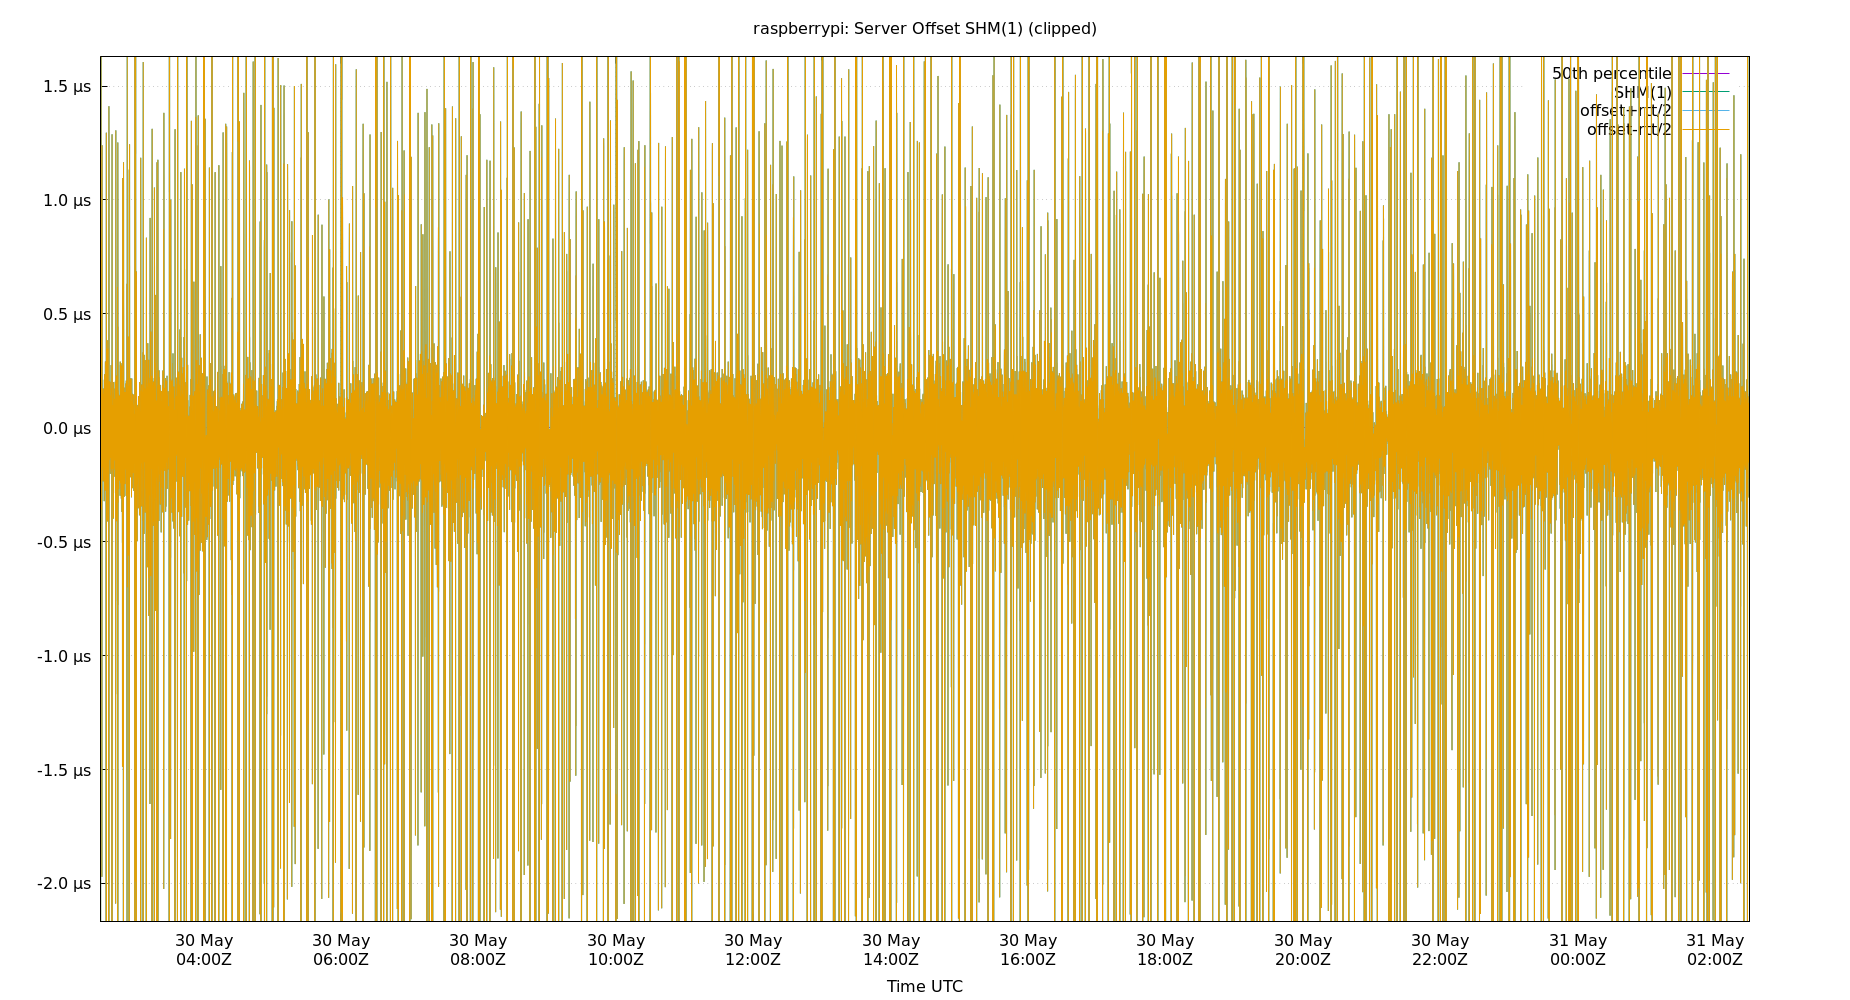 raspberrypi: Server Offset SHM(1) (clipped)
50th percentile
SHM(1)
offset+rtt/2
offset-rtt/2
1.5 µs
1.0 µs
0.5 µs
0.0 µs
-0.5 µs
-1.0 µs
-1.5 µs
-2.0 µs
30 May 30 May 30 May 30 May 30 May 30 May 30 May 30 May 30 May 30 May 31 May 31 May
04:00Z 06:00Z 08:00Z 10:00Z 12:00Z 14:00Z 16:00Z 18:00Z 20:00Z 22:00Z 00:00Z 02:00Z
Time UTC